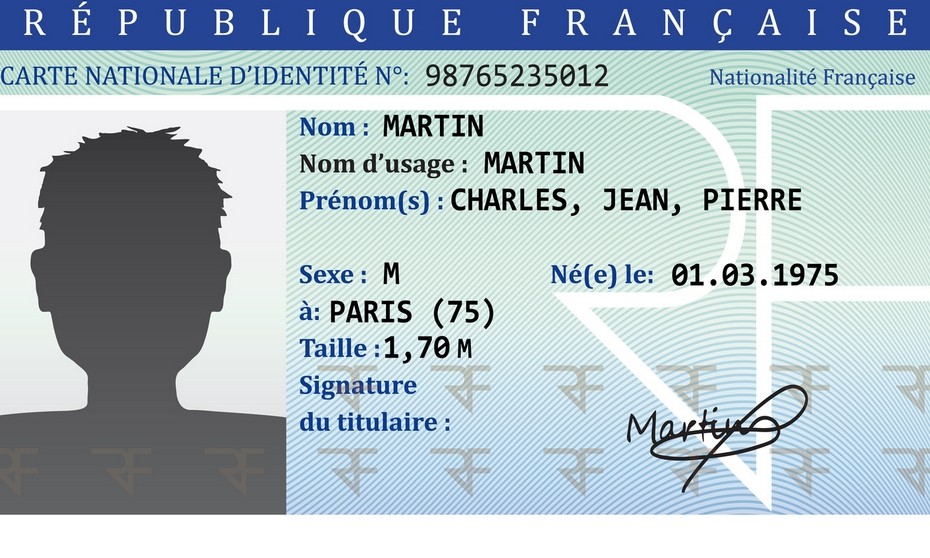 RÉPUBLIQUE FRANÇAISE
CARTE NATIONALE D’IDENTITÉ N°: 98765235012 Nationalité Française
Nom : MARTIN
Nom d’usage : MARTIN
Prénom(s) : CHARLES, JEAN, PIERRE
Sexe : M Né(e) le: 01.03.1975
à: PARIS (75)
Taille : 1,70 M
Signature
du titulaire : Martin